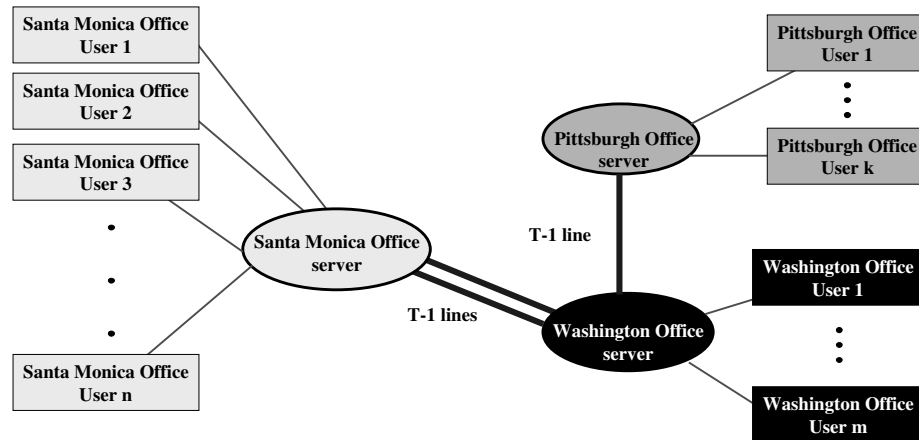 Santa Monica Office
User 1
Santa Monica Office
User 2
Santa Monica Office
User 3
Santa Monica Office
User n
Santa Monica Office
server
T-1 lines
Pittsburgh Office
server
T-1 line
Washington Office
server
Pittsburgh Office
User 1
Pittsburgh Office
User k
Washington Office
User 1
Washington Office
User m